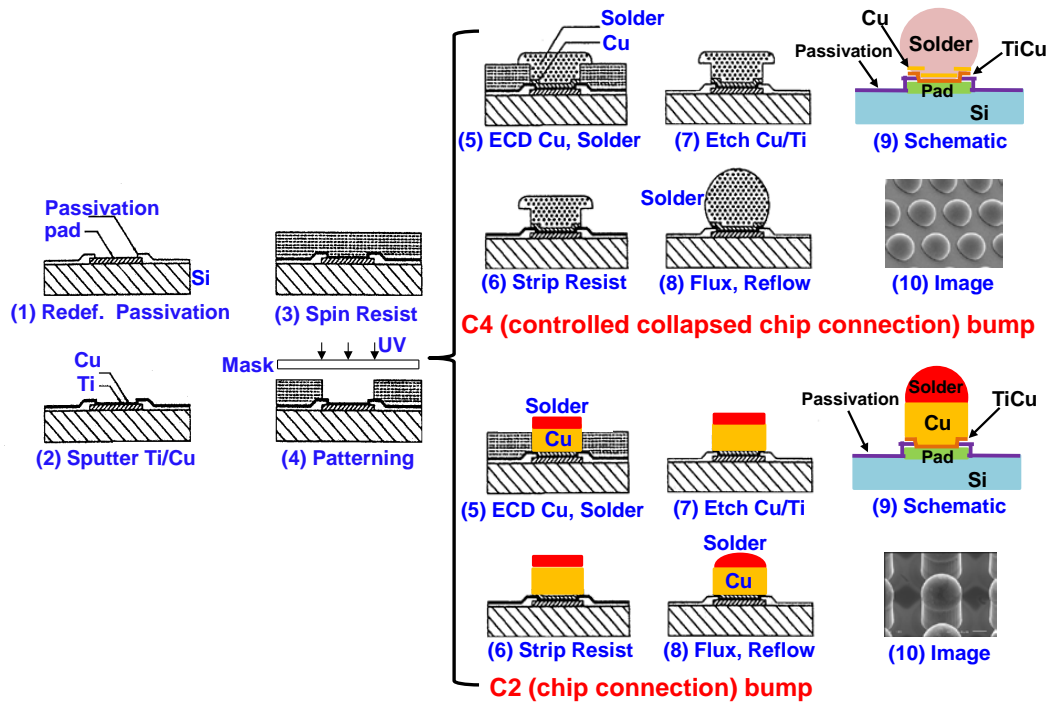 Passivation
pad
Si
(1) Redef.  Passivation
Cu
Ti
(2) Sputter Ti/Cu
(3) Spin Resist
UV
Mask
(4) Patterning
Solder
Cu
(5) ECD Cu, Solder
(6) Strip Resist
(7) Etch Cu/Ti
Solder
(8) Flux, Reflow
Cu
Solder
Passivation
TiCu
Pad
Si
(9) Schematic
(10) Image
C4 (controlled collapsed chip connection) bump
Solder
Cu
(5) ECD Cu, Solder
(6) Strip Resist
(7) Etch Cu/Ti
Solder
Cu
(8) Flux, Reflow
Solder
Cu
Passivation
TiCu
Pad
Si
(9) Schematic
(10) Image
C2 (chip connection) bump